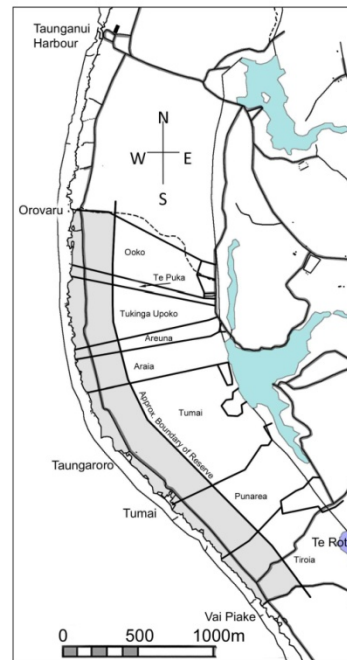 Taunganui
Harbour
N
W E
S
Orovaru
Ooko
Te Puka
Tukinga Upoko
Areuna
Araia
Approx. Boundary of Reserve
Tumai
Taungaroro
Tumai
Punarea
Te Rot
Tiroia
Vai Piake
0 500 1000m